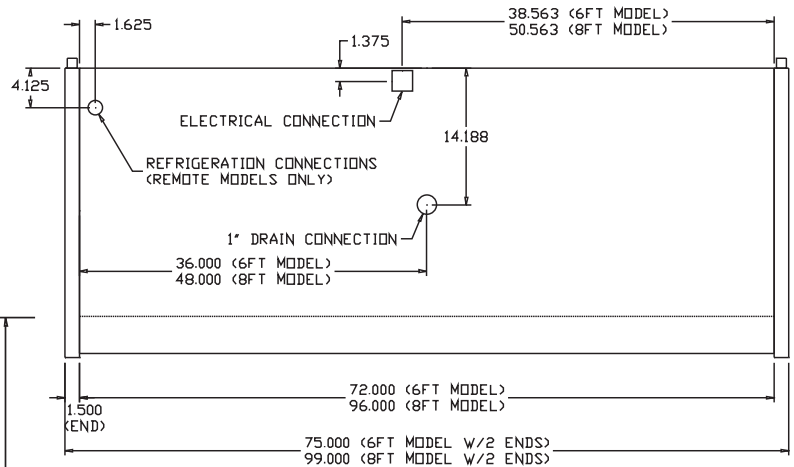 38.563 (6FT MODEL)
50.563 (8FT MODEL)
1.625
1.375
4.125
ELECTRICAL CONNECTION
14.188
REFRIGERATION CONNECTIONS
(REMOTE MODELS ONLY)
1" DRAIN CONNECTION
36.000 (6FT MODEL)
48.000 (8FT MODEL)
72.000 (6FT MODEL)
96.000 (8FT MODEL)
1.500
(END)
75.000 (6FT MODEL W/2 ENDS)
99.000 (8FT MODEL W/2 ENDS)